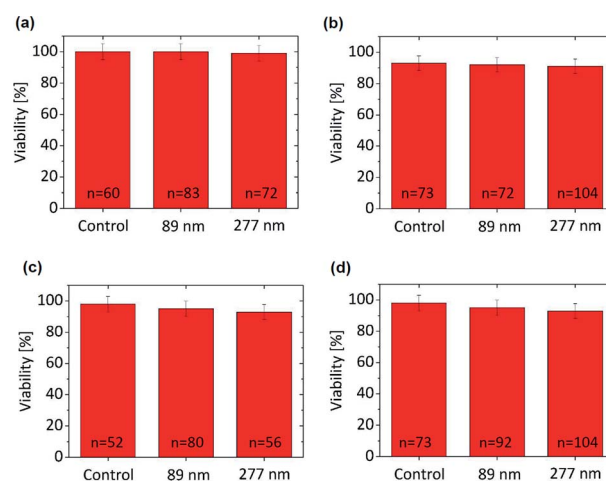 (a)
Viability [%]
100
80
60
40
20
0
n=60 n=83 n=72
Control 89 nm 277 nm
(b)
Viability [%]
100
80
60
40
20
0
n=73 n=72 n=104
Control 89 nm 277 nm
(c)
Viability [%]
100
80
60
40
20
0
n=52 n=80 n=56
Control 89 nm 277 nm
(d)
Viability [%]
100
80
60
40
20
0
n=73 n=92 n=104
Control 89 nm 277 nm